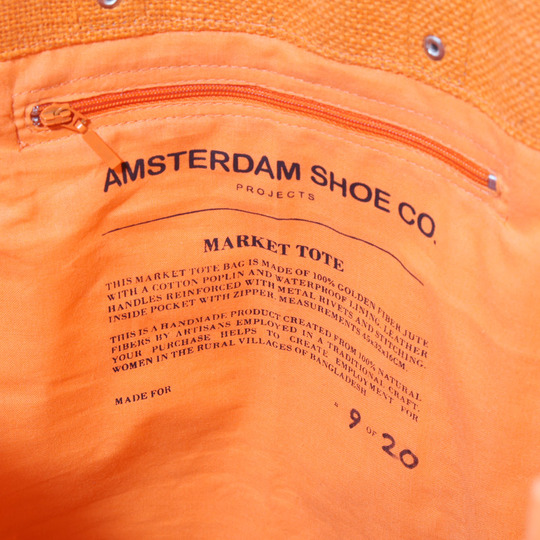 AMSTERDAM SHOE CO.
PROJECTS
MARKET TOTE
THIS MARKET TOTE BAG IS MADE OF 100% GOLDEN FIBER JUTE
WITH A COTTON POPLIN AND WATERPROOF LINING, LEATHER
HANDLES REINFORCED WITH METAL RIVETS AND STITCHING.
INSIDE POCKET WITH ZIPPER. MEASUREMENTS 45x35x16CM.
THIS IS A HANDMADE PRODUCT CREATED FROM 100% NATURAL
FIBERS BY ARTISANS EMPLOYED IN A TRADITIONAL CRAFT.
YOUR PURCHASE HELPS TO CREATE EMPLOYMENT FOR
WOMEN IN THE RURAL VILLAGES OF BANGLADESH
MADE FOR
9 OF 20